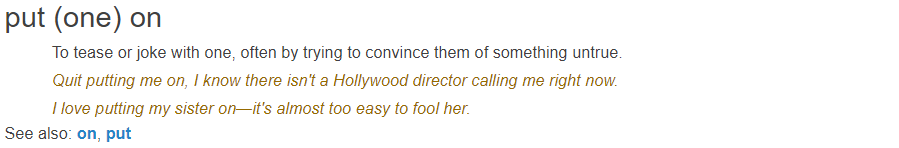 put (one) on
To tease or joke with one, often by trying to convince them of something untrue.
Quit putting me on, I know there isn't a Hollywood director calling me right now.
I love putting my sister on—it's almost too easy to fool her.
See also: on, put